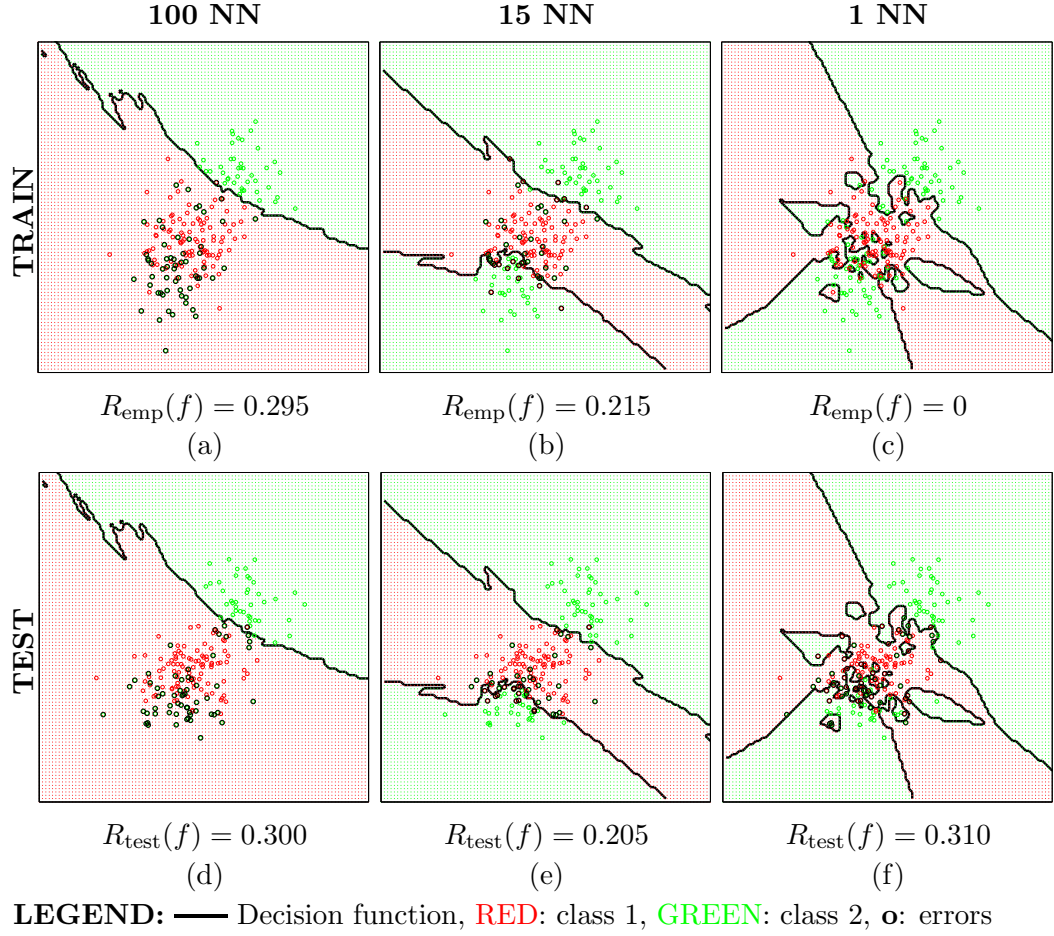 100 NN 15 NN 1 NN
TRAIN
R_emp(f) = 0.295 R_emp(f) = 0.215 R_emp(f) = 0
(a) (b) (c)
TEST
R_test(f) = 0.300 R_test(f) = 0.205 R_test(f) = 0.310
(d) (e) (f)
LEGEND: Decision function, RED: class 1, GREEN: class 2, o: errors